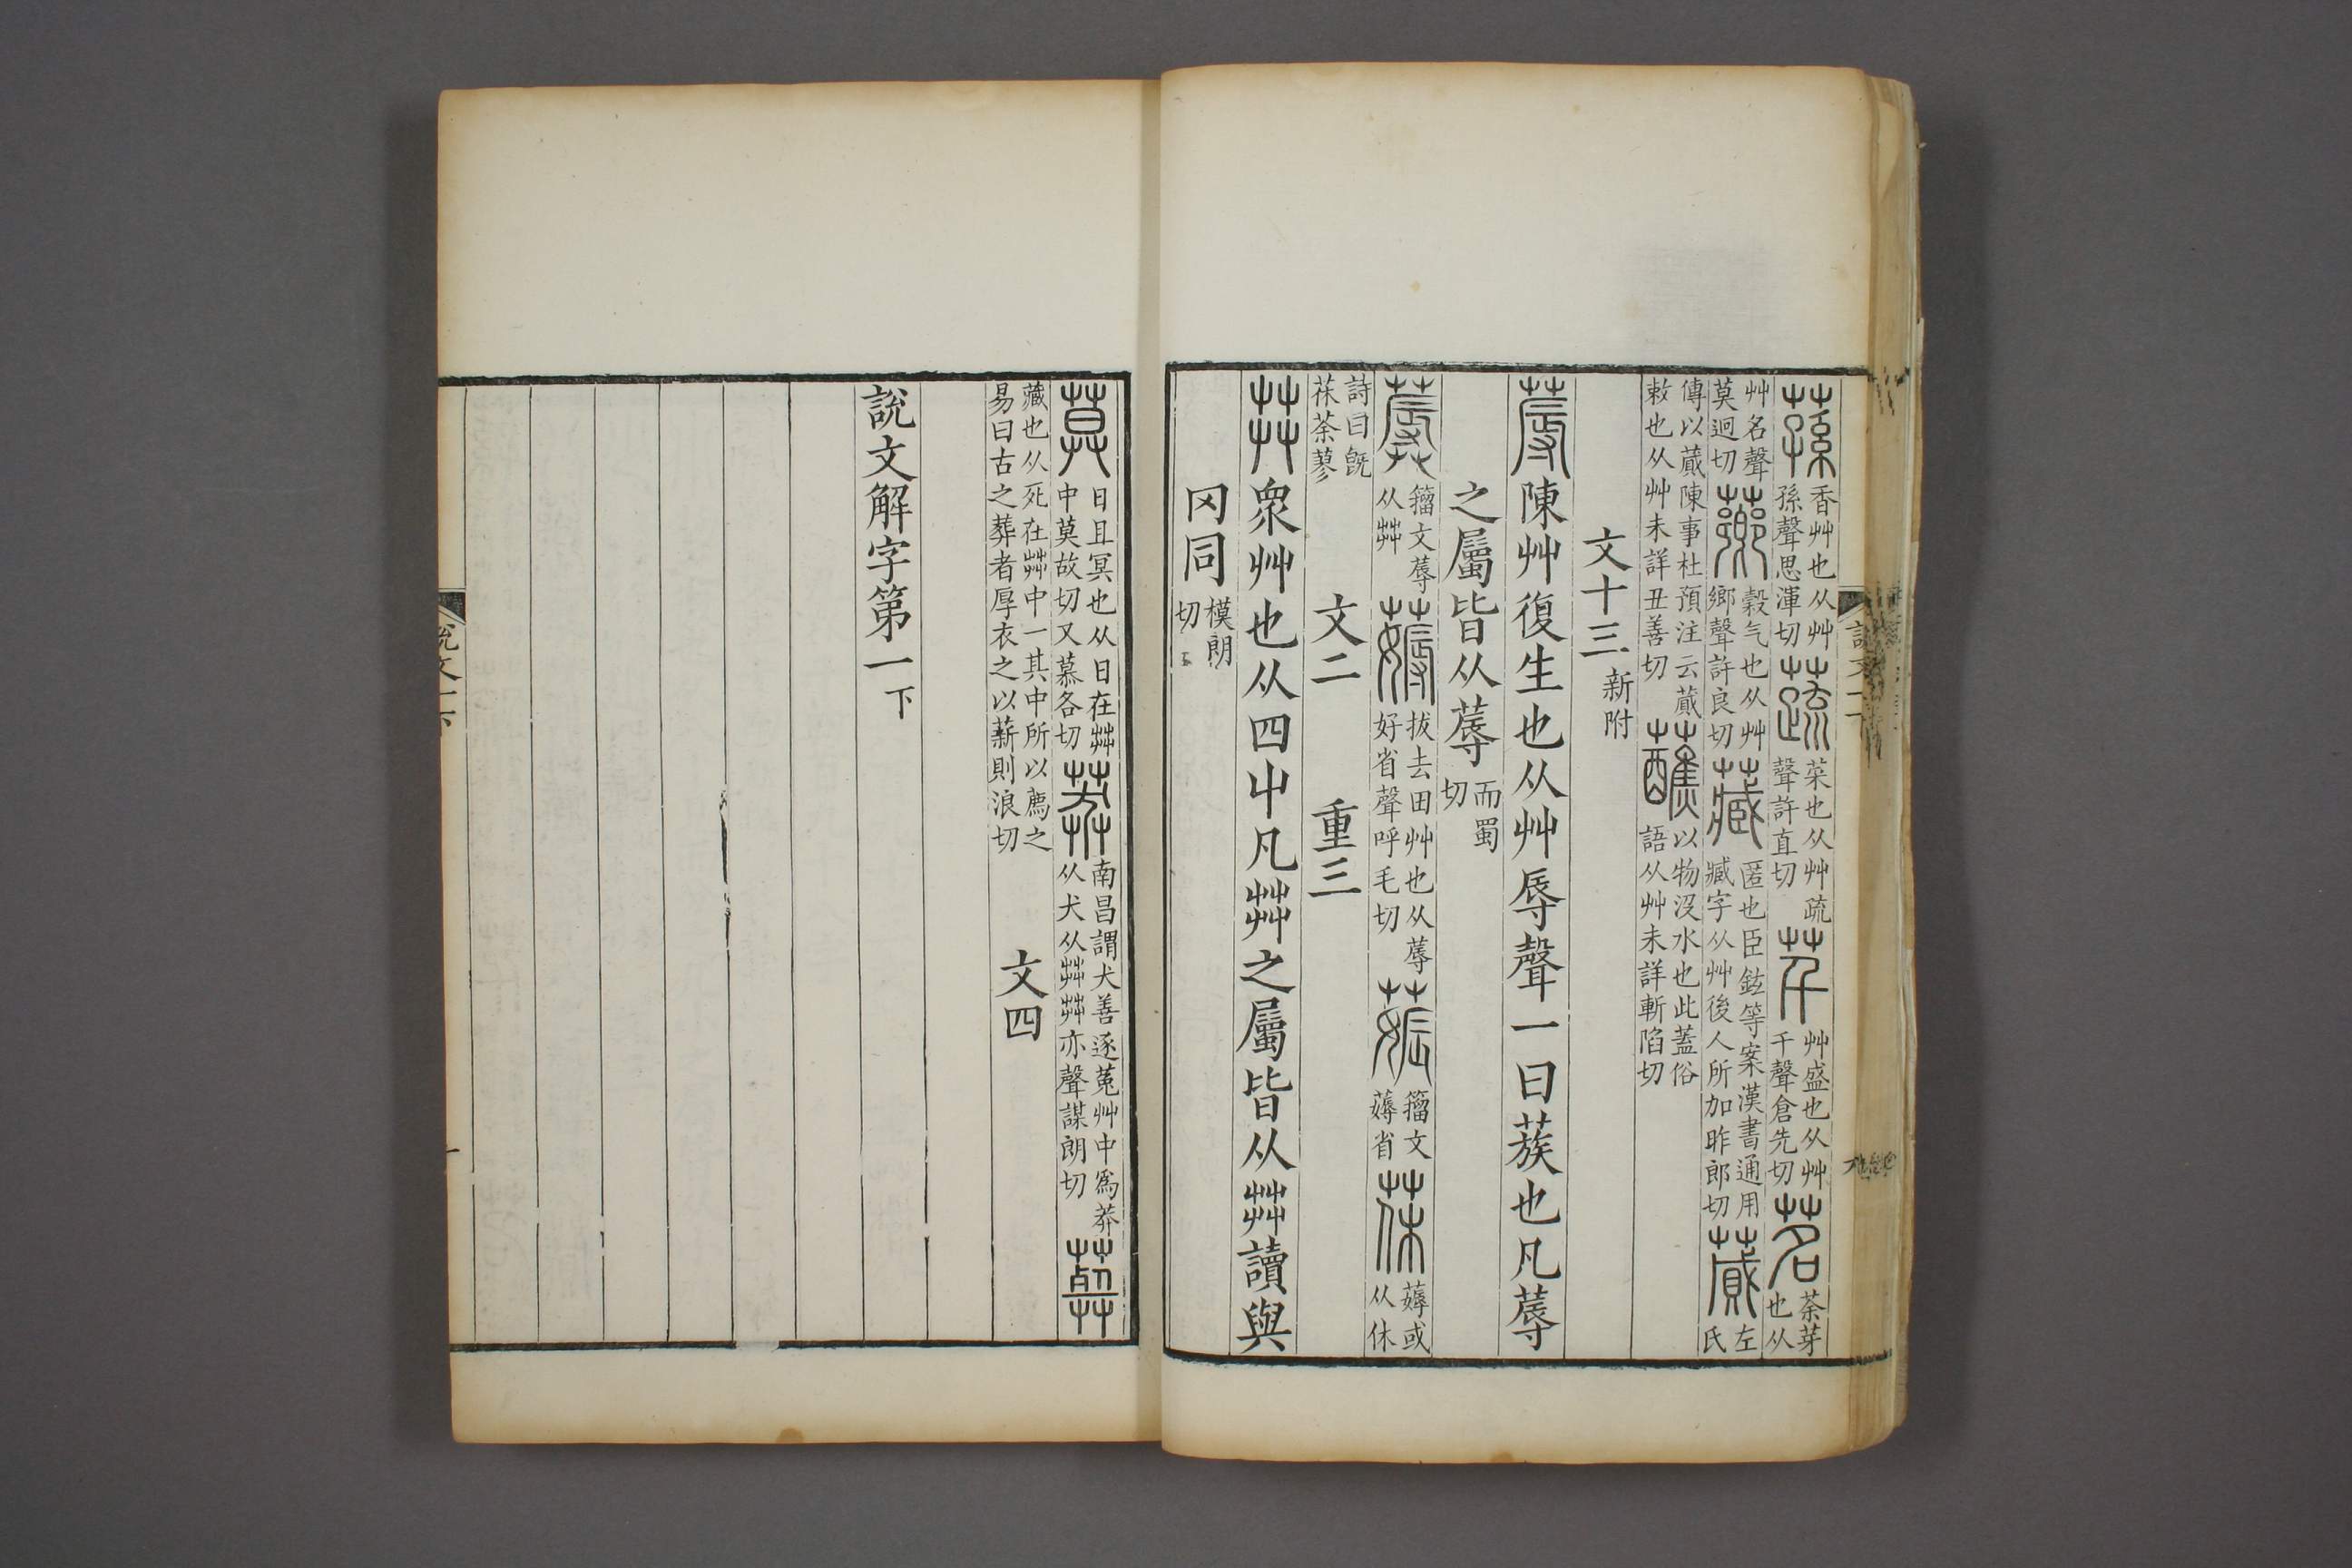 蓀香艸也从艸孫聲思渾切蔬菜也从艸疏聲許直切芊艸盛也从艸千聲倉先切茗荼芽也从
艸名聲莫迥切薌穀气也从艸鄉聲許良切藏匿也臣鉉等案漢書通用臧字从艸後人所加昨郎切蕆左氏
傳以蕆陳事杜預注云蕆敕也从艸未詳丑善切蘸以物没水也此蓋俗語从艸未詳斬陷切
文十三新附
蓐陳艸復生也从艸辱聲一曰蔟也凡蓐
之屬皆从蓐而蜀切
蓐籒文蓐从茻薅拔去田艸也从蓐好省聲呼毛切薅籒文薅省茠薅或从休
詩曰旣茠荼蓼 文二 重三
茻眾艸也从四屮凡茻之屬皆从茻讀與
冈同模朗切
莫日且冥也从日在茻中莫故切又慕各切莽南昌謂犬善逐菟艸中爲莽从犬从茻茻亦聲謀朗切葬
藏也从死在茻中一其中所以薦之易曰古之葬者厚衣之以薪則浪切 文四
說文解字第一下
說文一下